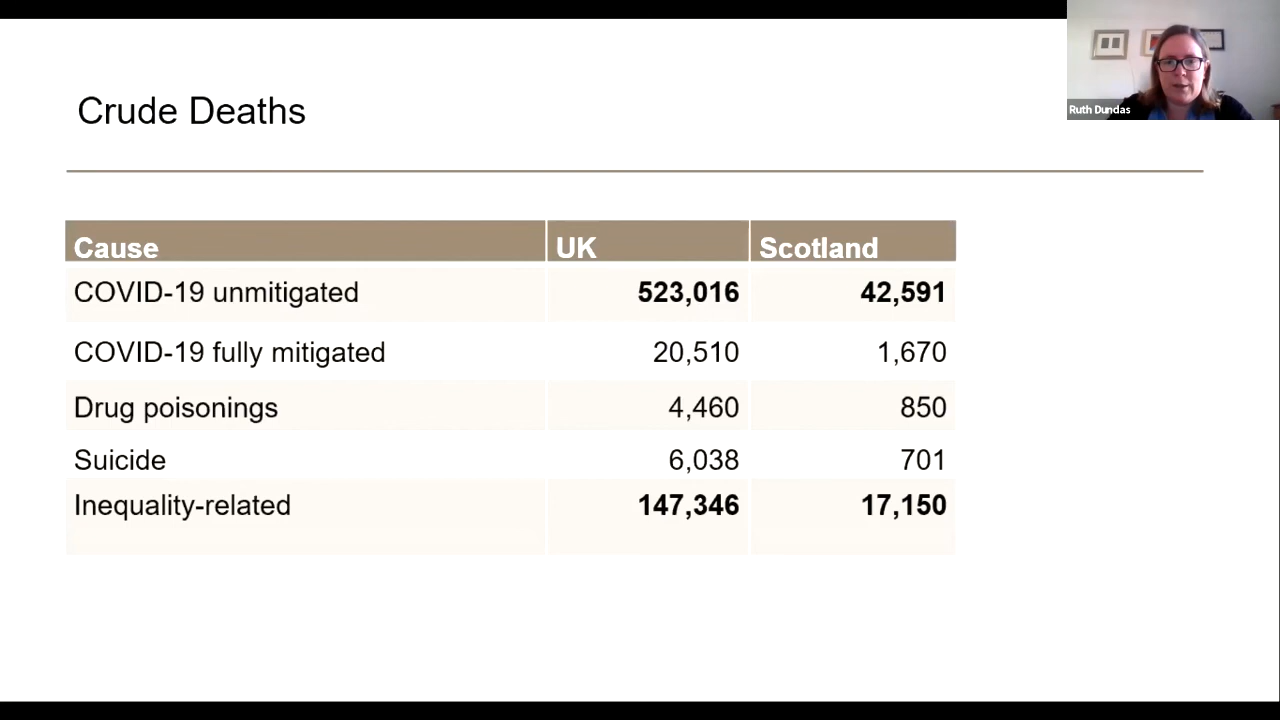 Ruth Dundas
Crude Deaths
Cause UK Scotland
COVID-19 unmitigated 523,016 42,591
COVID-19 fully mitigated 20,510 1,670
Drug poisonings 4,460 850
Suicide 6,038 701
Inequality-related 147,346 17,150